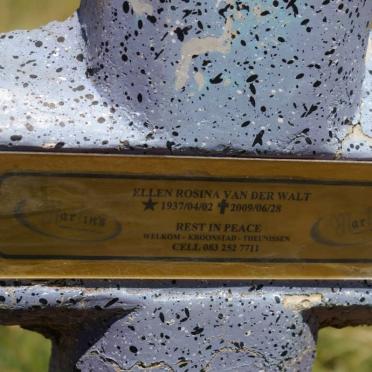 ELLEN ROSINA VAN DER WALT
★ 1937/04/02 ✝ 2009/06/28
Martin's
REST IN PEACE
WELKOM - KROONSTAD - THEUNISSEN
CELL 083 252 7711